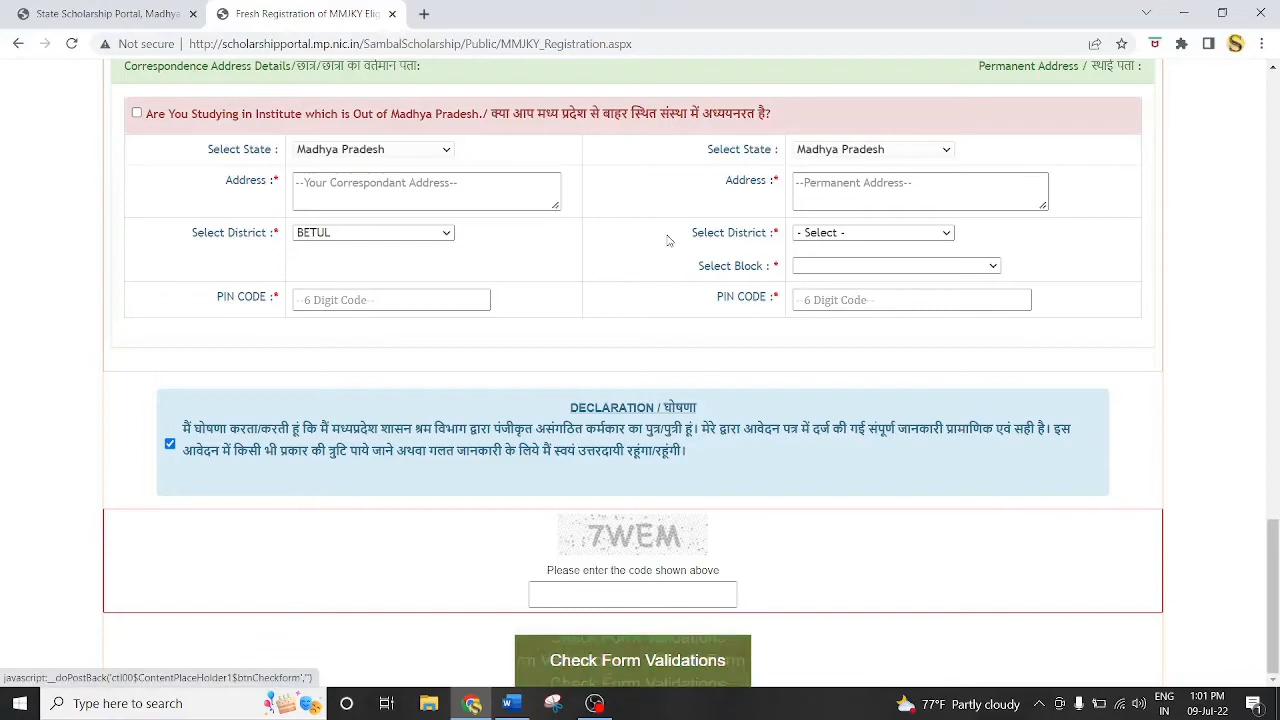 State Scholarship Portal, Madhya
Fresh Registration of MMJKY Elig
Not secure | http://scholarshipportal.mp.nic.in/SambalScholarship/Public/MMJKY_Registration.aspx
Correspondence Address Details/छात्र/छात्रा का वर्तमान पता: Permanent Address / स्थाई पता :
Are You Studying in Institute which is Out of Madhya Pradesh./ क्या आप मध्य प्रदेश से बाहर स्थित संस्था में अध्ययनरत है?
Select State : Madhya Pradesh Select State : Madhya Pradesh
Address :* --Your Correspondant Address-- Address :* --Permanent Address--
Select District :* BETUL Select District :* - Select -
Select Block : *
PIN CODE :* --6 Digit Code-- PIN CODE :* --6 Digit Code--
DECLARATION / घोषणा
मैं घोषणा करता/करती हूं कि मैं मध्यप्रदेश शासन श्रम विभाग द्वारा पंजीकृत असंगठित कर्मकार का पुत्र/पुत्री हूं। मेरे द्वारा आवेदन पत्र में दर्ज की गई संपूर्ण जानकारी प्रामाणिक एवं सही है। इस
आवेदन में किसी भी प्रकार की त्रुटि पाये जाने अथवा गलत जानकारी के लिये मैं स्वयं उत्तरदायी रहूंगा/रहूंगी।
7WEM
Please enter the code shown above
Check Form Validations
Type here to search
77°F Partly cloudy
ENG 1:01 PM
IN 09-Jul-22